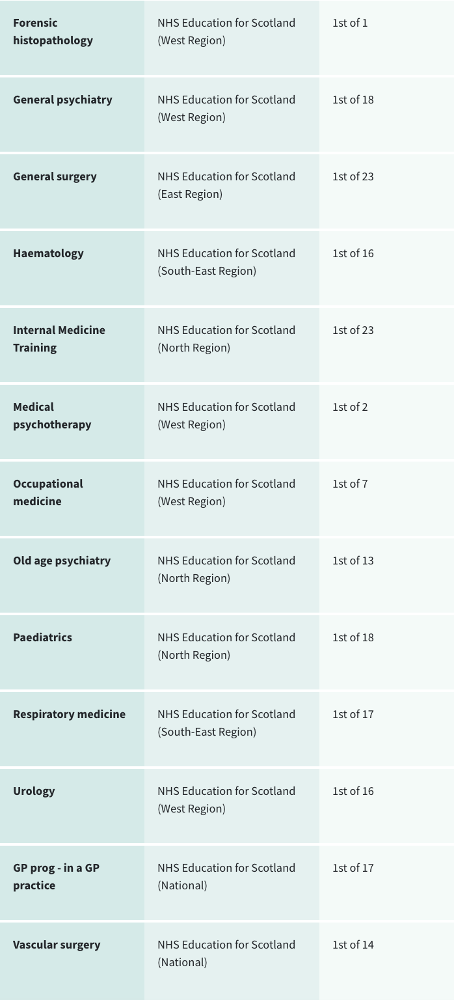 Forensic
histopathology
NHS Education for Scotland
(West Region)
1st of 1
General psychiatry
NHS Education for Scotland
(West Region)
1st of 18
General surgery
NHS Education for Scotland
(East Region)
1st of 23
Haematology
NHS Education for Scotland
(South-East Region)
1st of 16
Internal Medicine
Training
NHS Education for Scotland
(North Region)
1st of 23
Medical
psychotherapy
NHS Education for Scotland
(West Region)
1st of 2
Occupational
medicine
NHS Education for Scotland
(West Region)
1st of 7
Old age psychiatry
NHS Education for Scotland
(North Region)
1st of 13
Paediatrics
NHS Education for Scotland
(North Region)
1st of 18
Respiratory medicine
NHS Education for Scotland
(South-East Region)
1st of 17
Urology
NHS Education for Scotland
(West Region)
1st of 16
GP prog - in a GP
practice
NHS Education for Scotland
(National)
1st of 17
Vascular surgery
NHS Education for Scotland
(National)
1st of 14